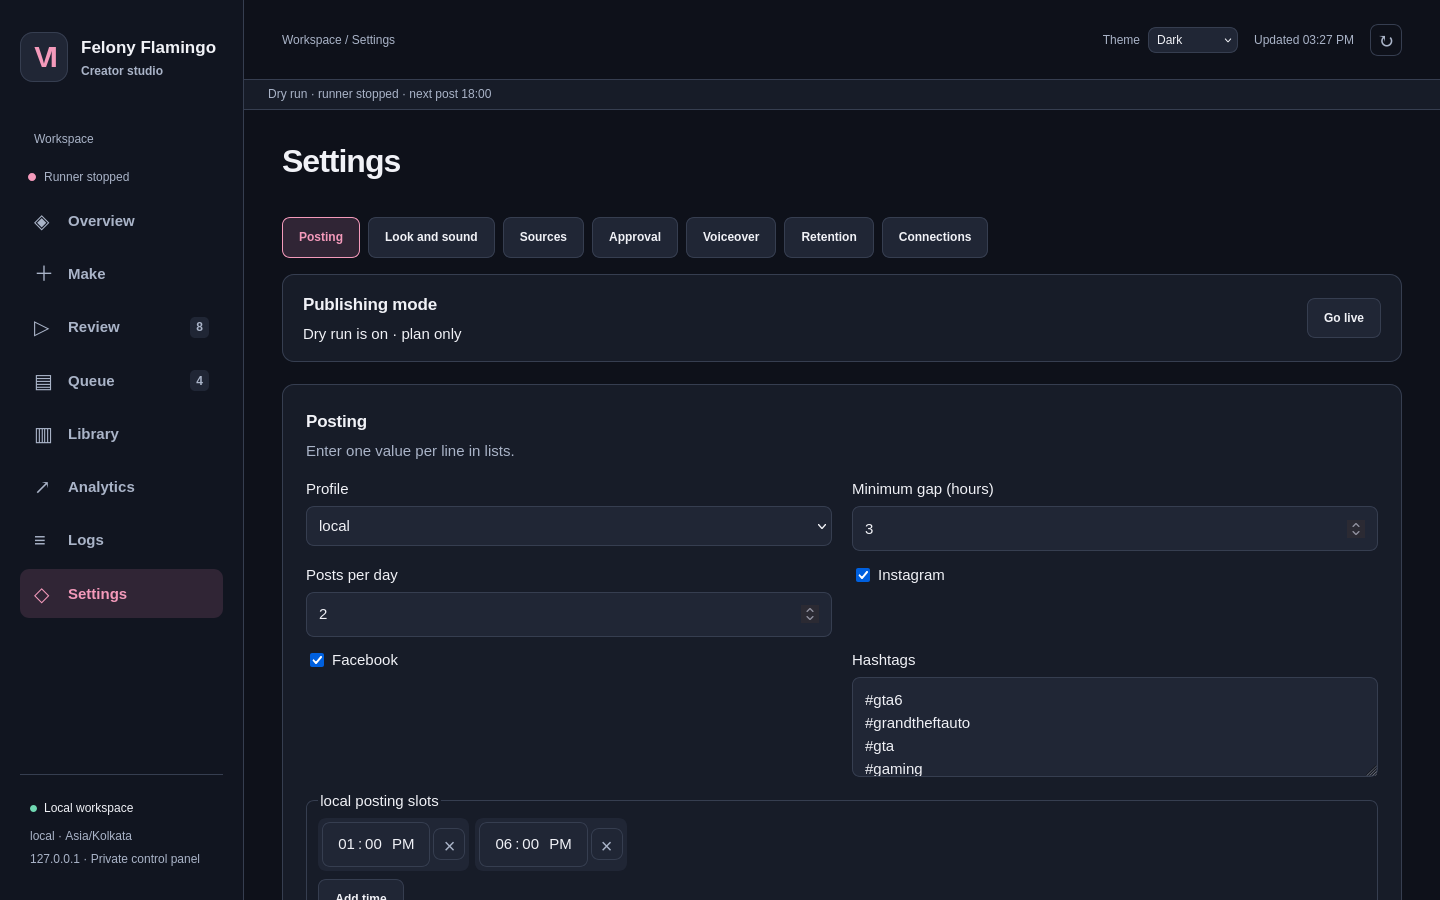 VI
Felony Flamingo
Creator studio
Workspace
Runner stopped
Overview
Make
Review 8
Queue 4
Library
Analytics
Logs
Settings
Local workspace
local · Asia/Kolkata
127.0.0.1 · Private control panel
Workspace / Settings
Theme Dark Updated 03:27 PM
Dry run · runner stopped · next post 18:00
Settings
Posting Look and sound Sources Approval Voiceover Retention Connections
Publishing mode
Dry run is on · plan only
Go live
Posting
Enter one value per line in lists.
Profile
local
Minimum gap (hours)
3
Posts per day
2
Instagram
Facebook
Hashtags
#gta6
#grandtheftauto
#gta
#gaming
local posting slots
01:00 PM × 06:00 PM ×
Add time